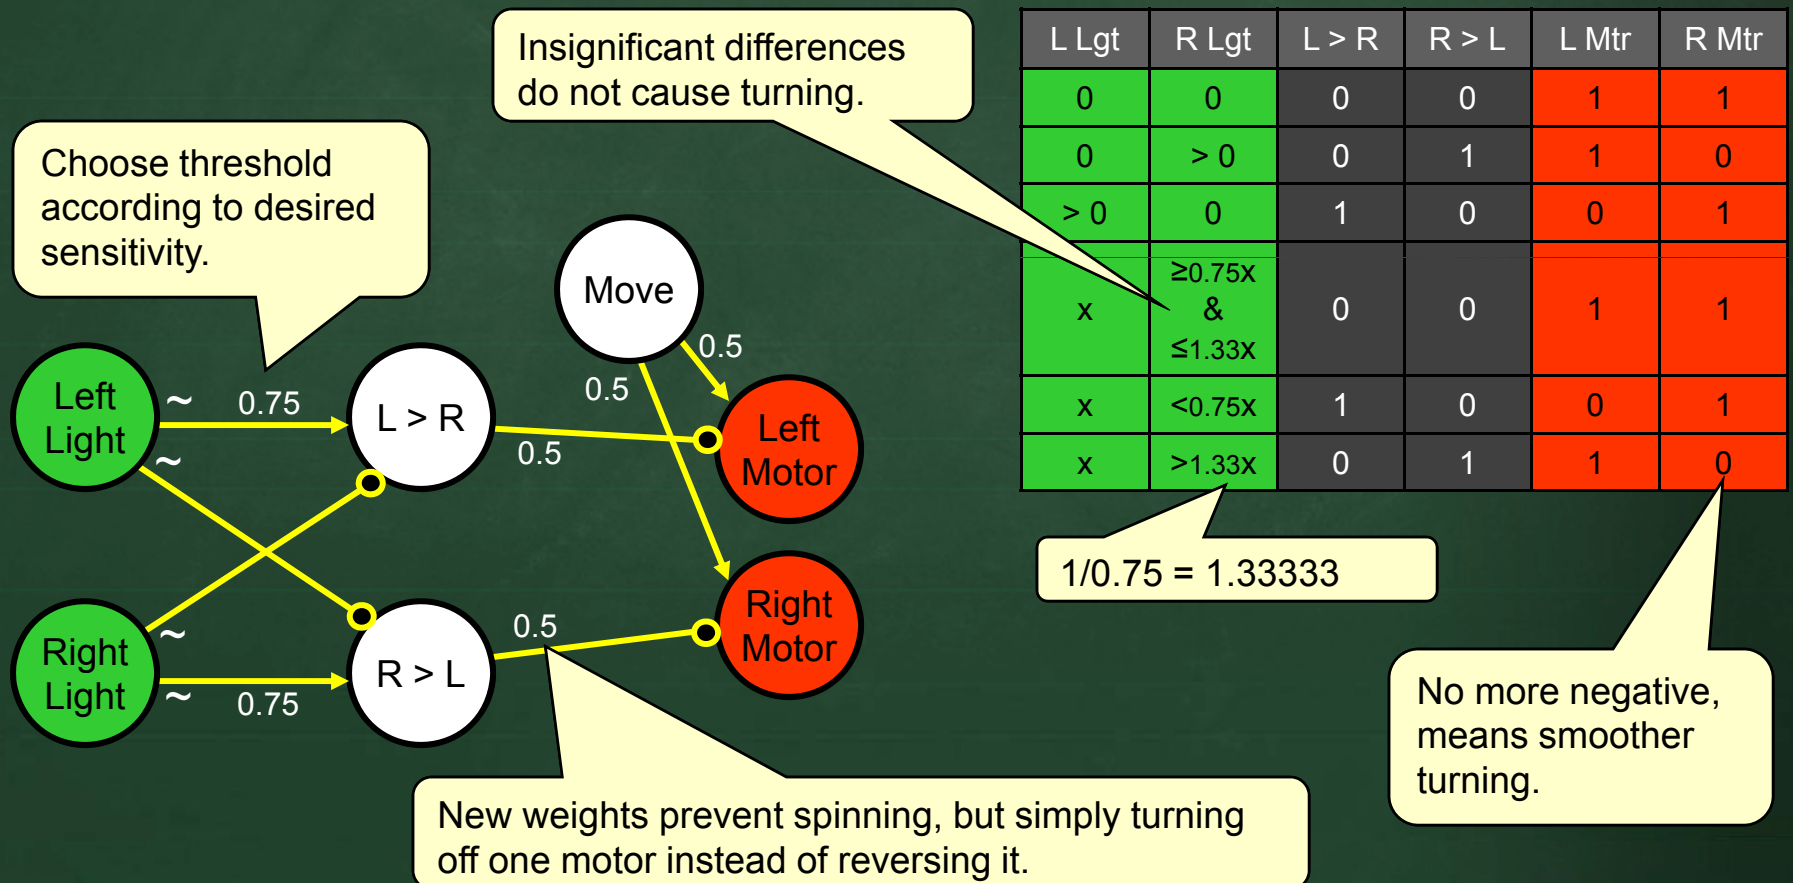 Insignificant differences
do not cause turning.
Choose threshold
according to desired
sensitivity.
L Lgt R Lgt L > R R > L L Mtr R Mtr
0 0 0 0 1 1
0 > 0 0 1 1 0
> 0 0 1 0 0 1
x ≥0.75x & ≤1.33x 0 0 1 1
x <0.75x 1 0 0 1
x >1.33x 0 1 1 0
Move
0.5
0.5
Left
Light
~
0.75
~
L > R
0.5
Left
Motor
Right
Light
~
~
0.75
R > L
0.5
Right
Motor
1/0.75 = 1.33333
No more negative,
means smoother
turning.
New weights prevent spinning, but simply turning
off one motor instead of reversing it.